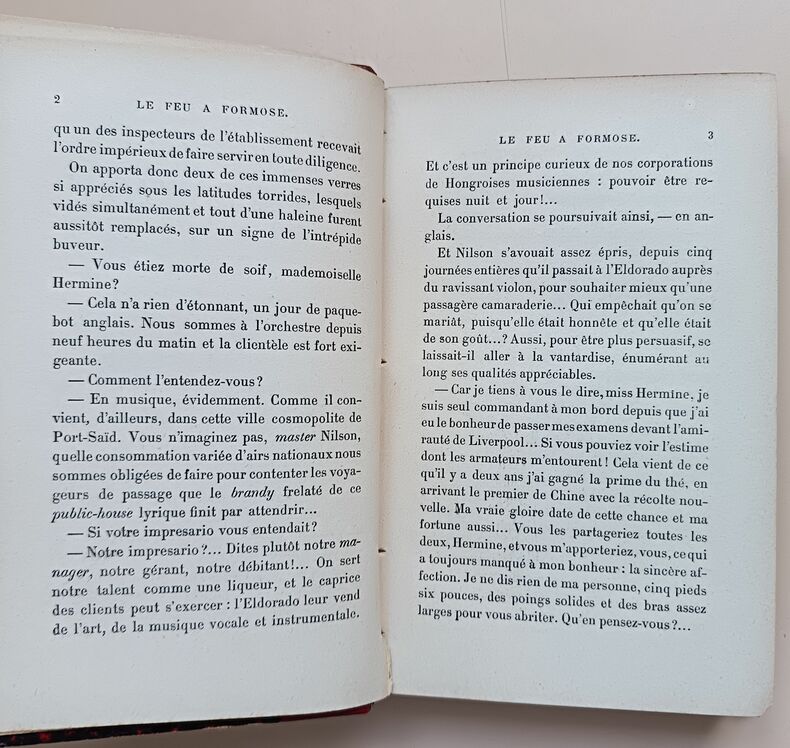 2
LE FEU A FORMOSE.
qu un des inspecteurs de l'établissement recevait
l'ordre impérieux de faire servir en toute diligence.
On apporta donc deux de ces immenses verres
si appréciés sous les latitudes torrides, lesquels
vidés simultanément et tout d'une haleine furent
aussitôt remplacés, sur un signe de l'intrépide
buveur.
— Vous étiez morte de soif, mademoiselle
Hermine?
— Cela n'a rien d'étonnant, un jour de paque-
bot anglais. Nous sommes à l'orchestre depuis
neuf heures du matin et la clientèle est fort exi-
geante.
— Comment l'entendez-vous?
— En musique, évidemment. Comme il con-
vient, d'ailleurs, dans cette ville cosmopolite de
Port-Saïd. Vous n'imaginez pas, master Nilson,
quelle consommation variée d'airs nationaux nous
sommes obligées de faire pour contenter les voya-
geurs de passage que le brandy frelaté de ce
public-house lyrique finit par attendrir...
— Si votre impresario vous entendait?
— Notre impresario?... Dites plutôt notre ma-
nager, notre gérant, notre débitant!... On sert
notre talent comme une liqueur, et le caprice
des clients peut s'exercer : l'Eldorado leur vend
de l'art, de la musique vocale et instrumentale.
LE FEU A FORMOSE.
3
Et c'est un principe curieux de nos corporations
de Hongroises musiciennes : pouvoir être re-
quises nuit et jour!...
La conversation se poursuivait ainsi, — en an-
glais.
Et Nilson s'avouait assez épris, depuis cinq
journées entières qu'il passait à l'Eldorado auprès
du ravissant violon, pour souhaiter mieux qu'une
passagère camaraderie... Qui empêchait qu'on se
mariât, puisqu'elle était honnête et qu'elle était
de son goût...? Aussi, pour être plus persuasif, se
laissait-il aller à la vantardise, énumérant au
long ses qualités appréciables.
— Car je tiens à vous le dire, miss Hermine, je
suis seul commandant à mon bord depuis que j'ai
eu le bonheur de passer mes examens devant l'ami-
rauté de Liverpool... Si vous pouviez voir l'estime
dont les armateurs m'entourent! Cela vient de ce
qu'il y a deux ans j'ai gagné la prime du thé, en
arrivant le premier de Chine avec la récolte nou-
velle. Ma vraie gloire date de cette chance et ma
fortune aussi... Vous les partageriez toutes les
deux, Hermine, et vous m'apporteriez, vous, ce qui
a toujours manqué à mon bonheur : la sincère af-
fection. Je ne dis rien de ma personne, cinq pieds
six pouces, des poings solides et des bras assez
larges pour vous abriter. Qu'en pensez-vous?...